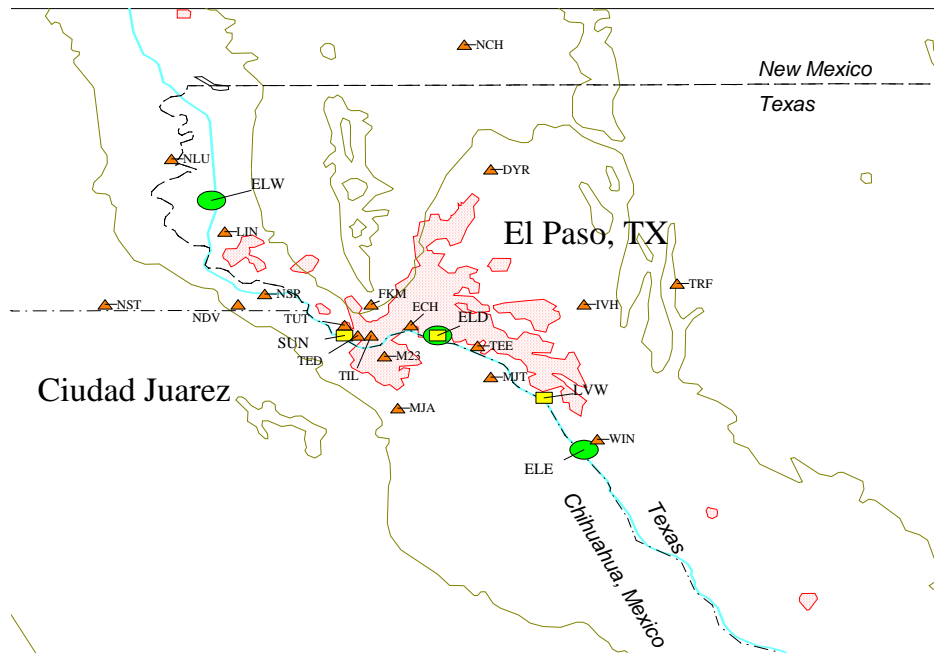 NCH
New Mexico
Texas
NLU
DYR
ELW
LIN
El Paso, TX
TRF
NSR
NST
NDV
FKM
ECH
ELD
IVH
TUT
SUN
TED
TEE
M23
TIL
MJT
Ciudad Juarez
LVW
MJA
WIN
ELE
Texas
Chihuahua, Mexico